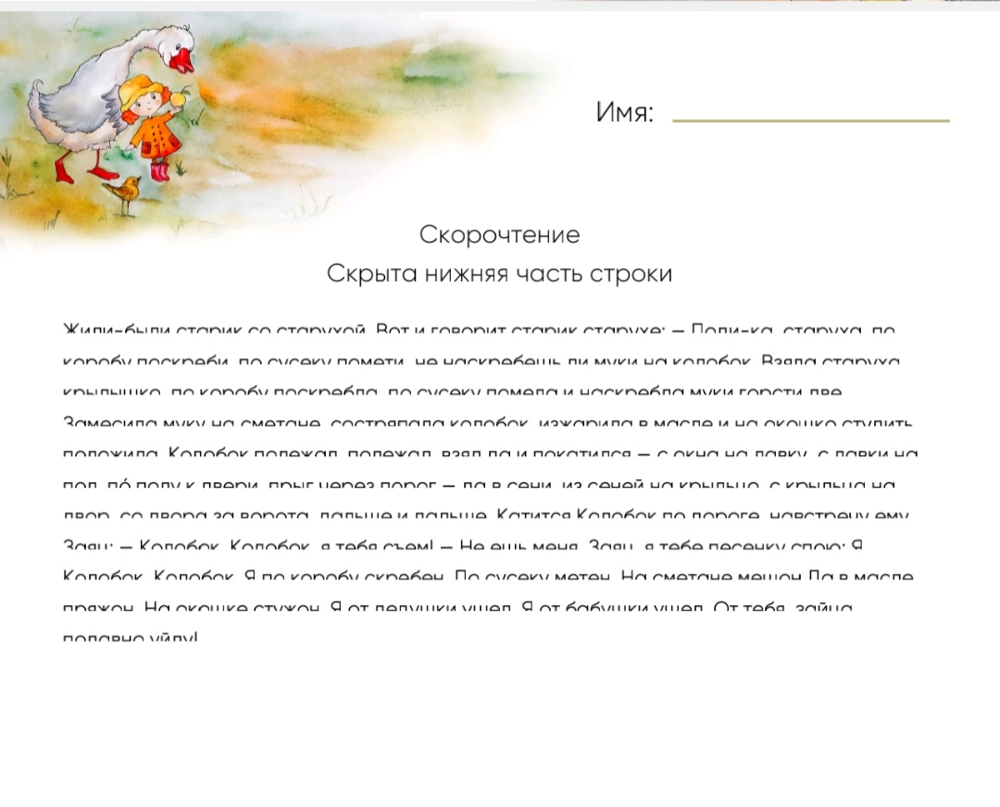 Имя:
Скорочтение
Скрыта нижняя часть строки
Жили-были старик со старухой. Вот и говорит старик старухе: — Поди-ка, старуха, по
коробу поскреби, по сусеку помети, не наскребешь ли муки на колобок. Взяла старуха
крылышко, по коробу поскребла, по сусеку помела и наскребла муки горсти две.
Замесила муку на сметане, состряпала колобок, изжарила в масле и на окошко студить
положила. Колобок полежал, полежал, взял да и покатился — с окна на лавку, с лавки на
пол, по́ полу к двери, прыг через порог — да в сени, из сеней на крыльцо, с крыльца на
двор, со двора за ворота, дальше и дальше. Катится Колобок по дороге, навстречу ему
Заяц: — Колобок, Колобок, я тебя съем! — Не ешь меня, Заяц, я тебе песенку спою: Я
Колобок, Колобок, Я по коробу скребен, По сусеку метен, На сметане мешон Да в масле
пряжон, На окошке стужон. Я от дедушки ушел, Я от бабушки ушел, От тебя, зайца,
подавно уйду!